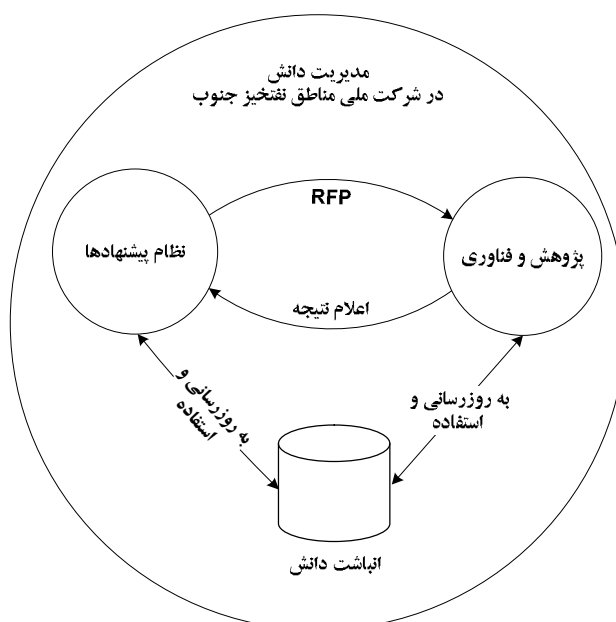 مدیریت دانش
در شرکت ملی مناطق نفتخیز جنوب
RFP
پژوهش و فناوری
نظام پیشنهادها
اعلام نتیجه
به روزرسانی و
استفاده
به روزرسانی و
استفاده
انباشت دانش